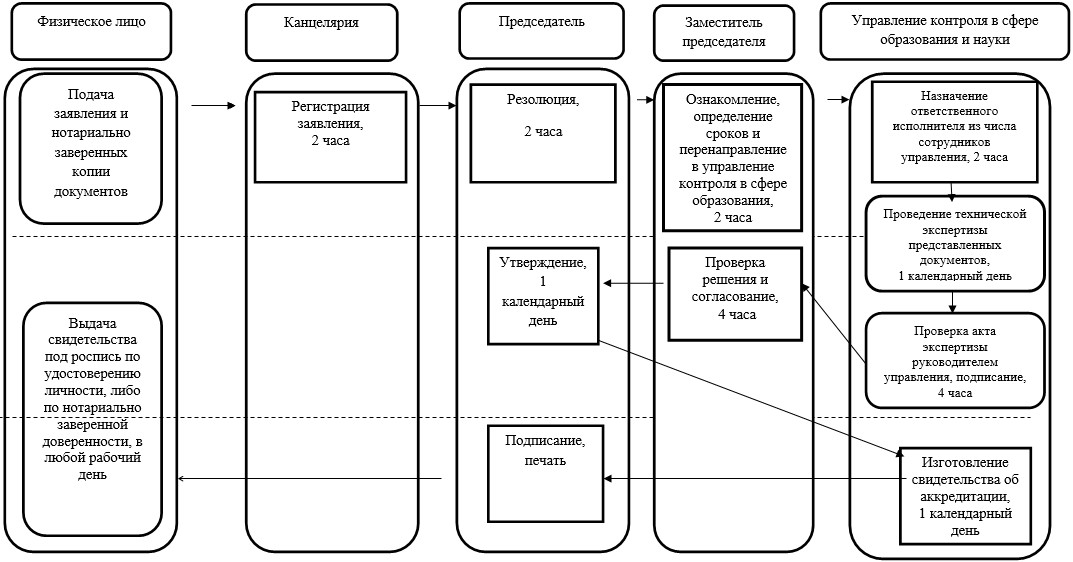 Физическое лицо
Канцелярия
Председатель
Заместитель
председателя
Управление контроля в сфере
образования и науки
Подача
заявления и
нотариально
заверенных
копии
документов
Регистрация
заявления,
2 часа
Резолюция,
2 часа
Ознакомление,
определение
сроков и
перенаправление
в управление
контроля в сфере
образования,
2 часа
Назначение
ответственного
исполнителя из числа
сотрудников
управления, 2 часа
Проведение технической
экспертизы
представленных
документов,
1 календарный день
Утверждение,
1
календарный
день
Проверка
решения и
согласование,
4 часа
Проверка акта
экспертизы
руководителем
управления, подписание,
4 часа
Выдача
свидетельства
под роспись по
удостоверению
личности, либо
по нотариально
заверенной
доверенности, в
любой рабочий
день
Подписание,
печать
Изготовление
свидетельства об
аккредитации,
1 календарный
день